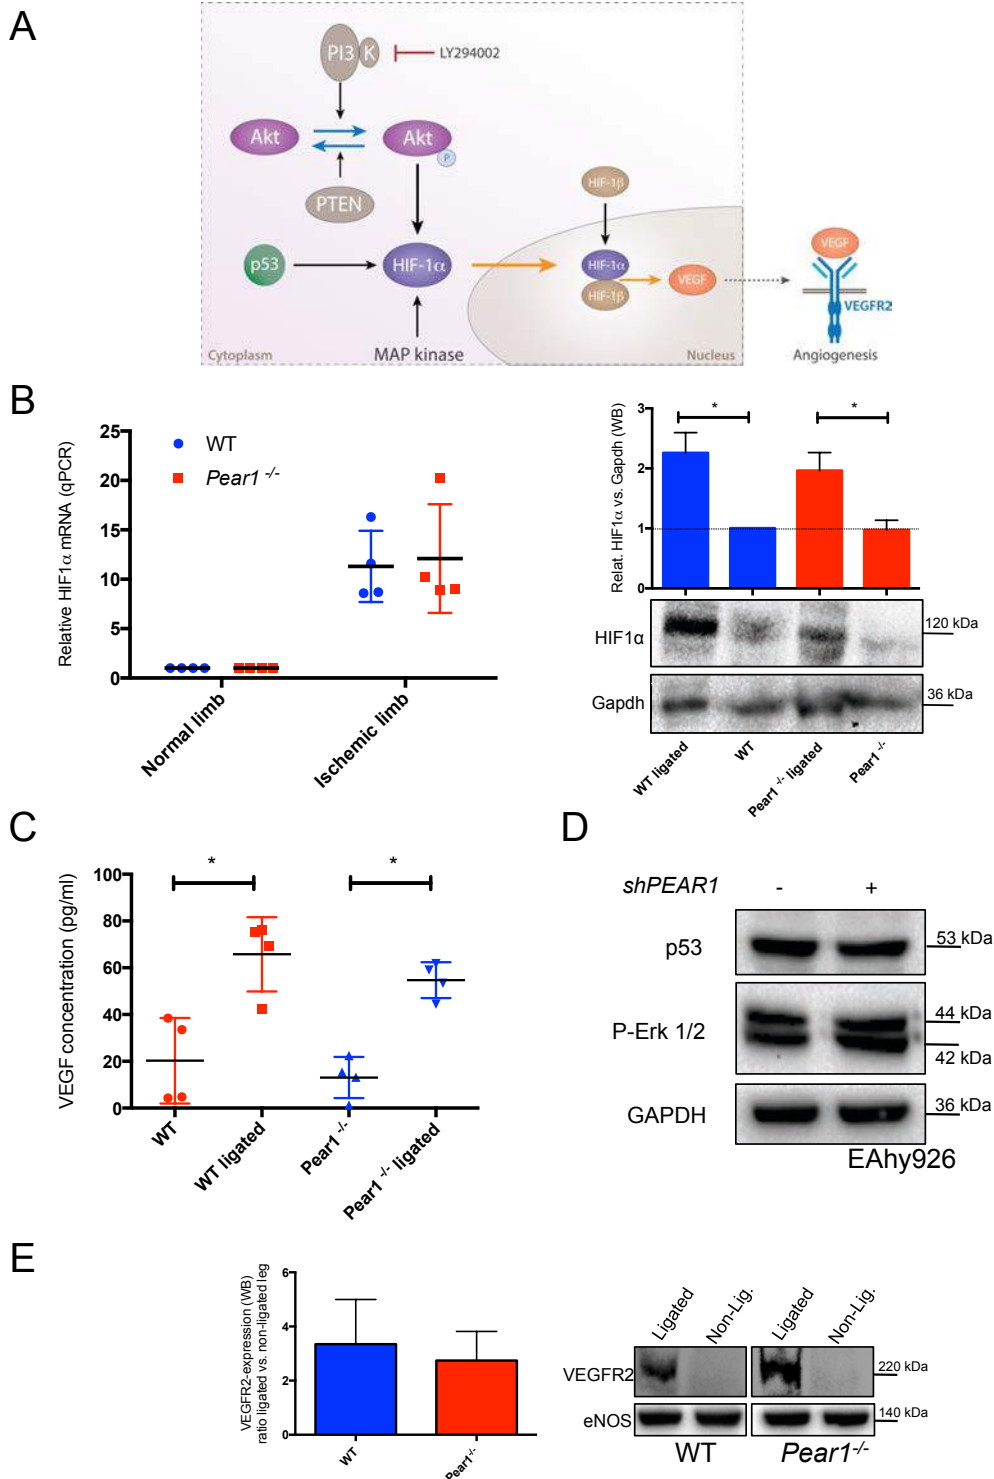 A
PI3 K
LY294002
Akt
Akt
P
PTEN
HIF-1β
p53
HIF-1α
HIF-1α
HIF-1β
VEGF
VEGF
VEGFR2
MAP kinase
Cytoplasm
Nucleus
Angiogenesis
B
Relative HIF1α mRNA (qPCR)
25
20
15
10
5
0
WT
Pear1 -/-
Normal limb
Ischemic limb
Relat. HIF1α vs. Gapdh (WB)
3
2
1
0
*
*
HIF1α
120 kDa
Gapdh
36 kDa
WT ligated
WT
Pear1 -/- ligated
Pear1 -/-
C
VEGF concentration (pg/ml)
100
80
60
40
20
0
*
*
WT
WT ligated
Pear1 -/-
Pear1 -/- ligated
D
shPEAR1 - +
p53
53 kDa
P-Erk 1/2
44 kDa
42 kDa
GAPDH
36 kDa
EAhy926
E
VEGFR2-expression (WB)
ratio ligated vs. non-ligated leg
6
4
2
0
WT
Pear1-/-
Ligated
Non-Lig.
Ligated
Non-Lig.
VEGFR2
220 kDa
eNOS
140 kDa
WT
Pear1-/-